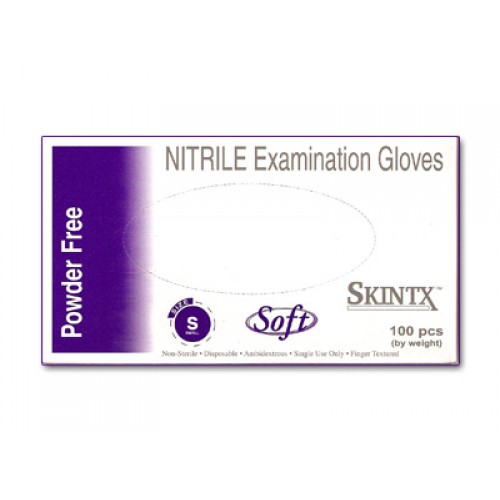 NITRILE Examination Gloves
Powder Free
SIZE
S
SMALL
Soft
SKINTX™
100 pcs
(by weight)
Non-Sterile • Disposable • Ambidextrous • Single Use Only • Finger Textured